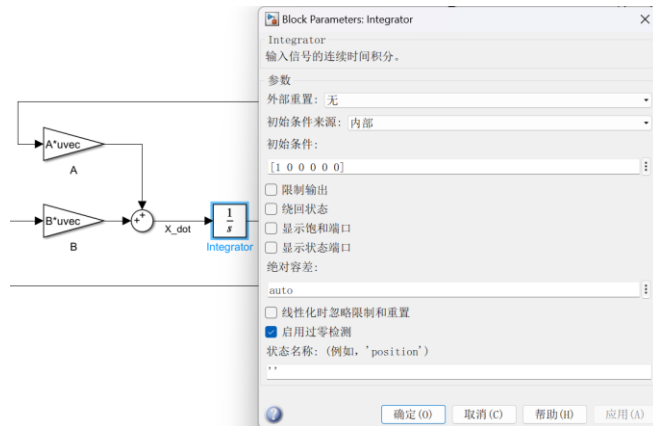 Block Parameters: Integrator
Integrator
输入信号的连续时间积分。
参数
外部重置: 无
初始条件来源: 内部
初始条件:
[1 0 0 0 0 0]
限制输出
绕回状态
显示饱和端口
显示状态端口
绝对容差:
auto
线性化时忽略限制和重置
启用过零检测
状态名称: (例如, 'position')
''
确定(O)
取消(C)
帮助(H)
应用(A)
A*uvec
A
B*uvec
B
+
+
X_dot
1
s
Integrator